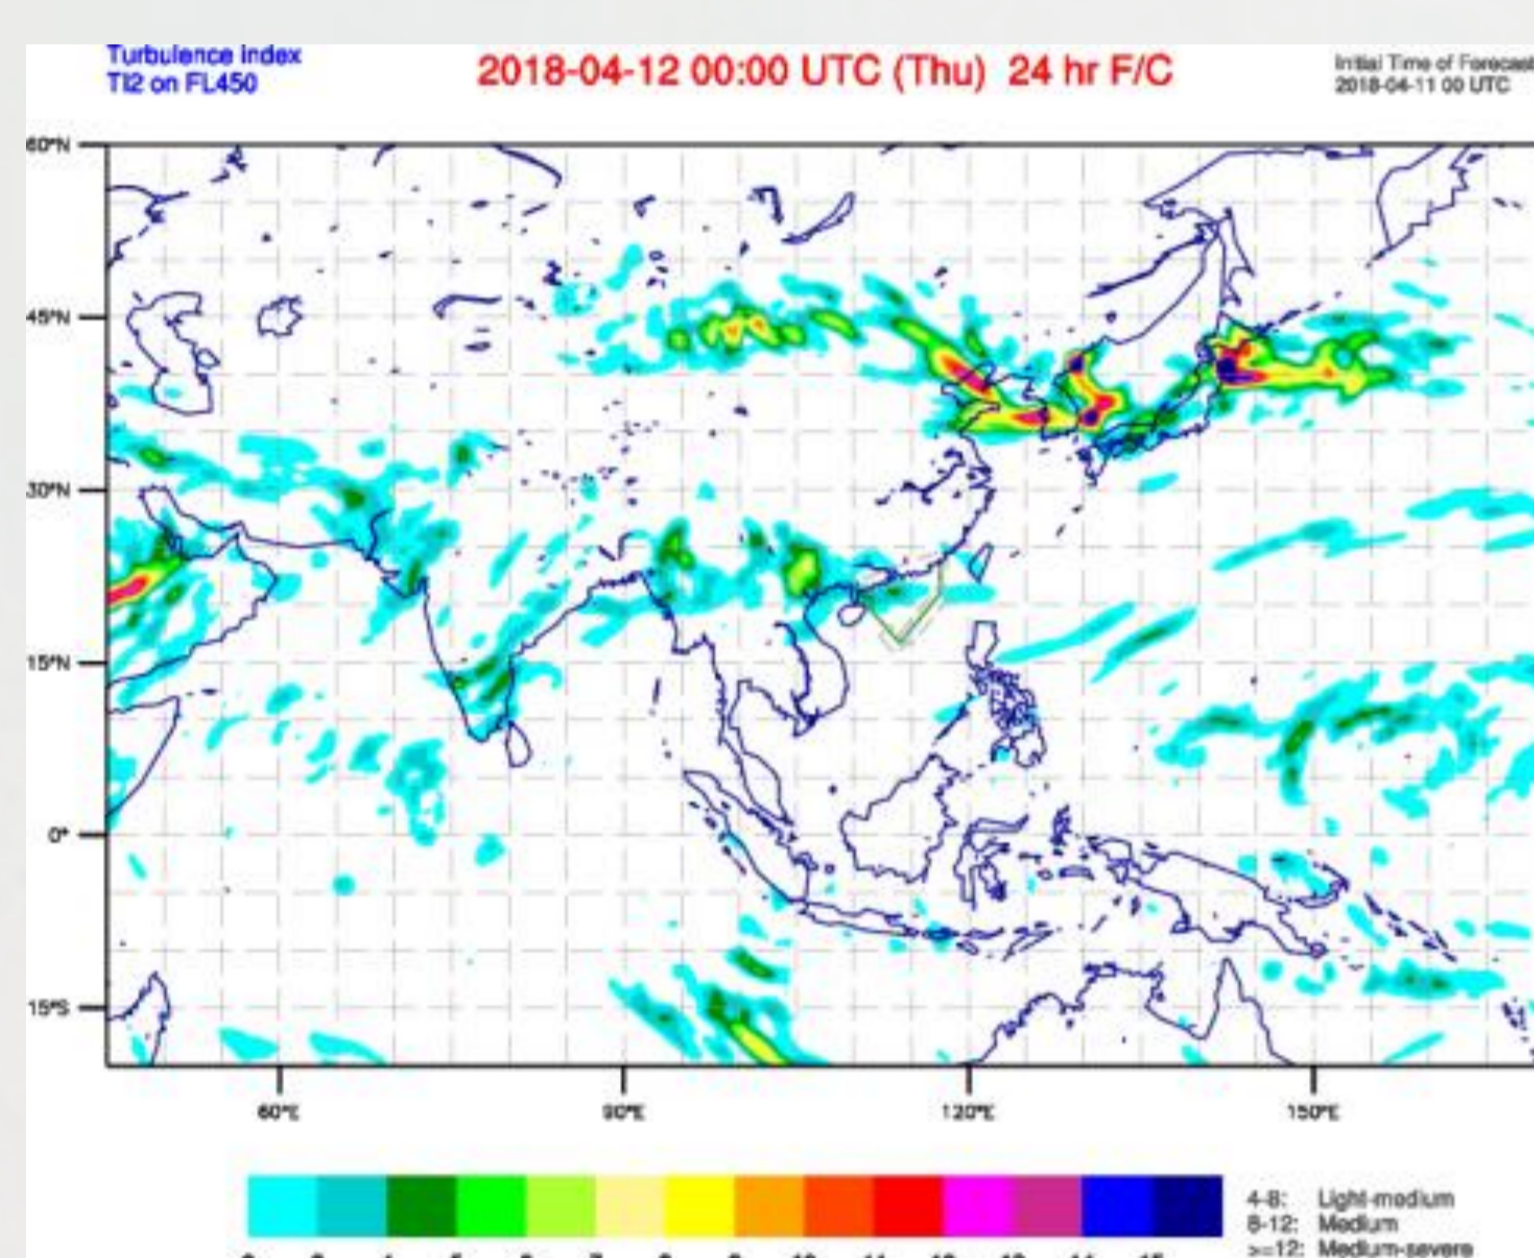 Turbulence Index
TI2 on FL450
2018-04-12 00:00 UTC (Thu) 24 hr F/C
Initial Time of Forecast
2018-04-11 00 UTC
60°N
45°N
30°N
15°N
0°
15°S
60°E 90°E 120°E 150°E
4-8: Light-medium
8-12: Medium
>=12: Medium-severe